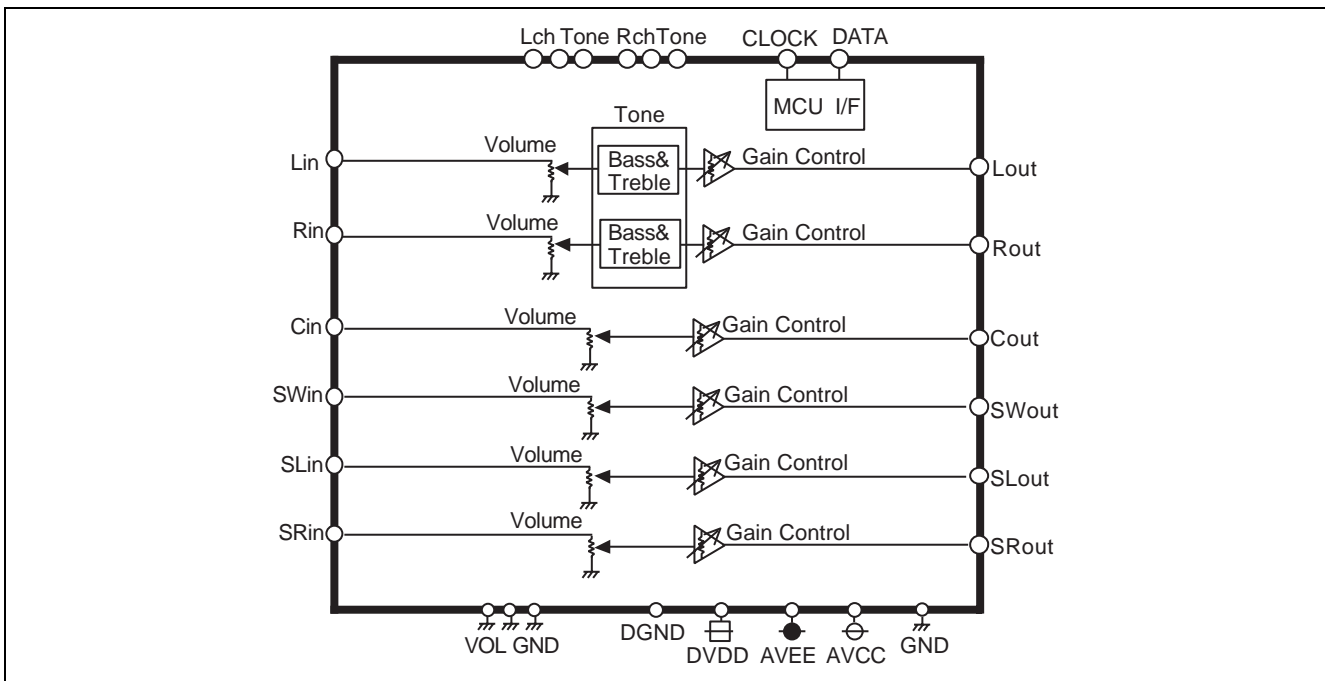 Lch Tone RchTone CLOCK DATA
MCU I/F
Tone
Lin Volume Bass& Treble Gain Control Lout
Rin Volume Bass& Treble Gain Control Rout
Cin Volume Gain Control Cout
SWin Volume Gain Control SWout
SLin Volume Gain Control SLout
SRin Volume Gain Control SRout
VOL GND DGND DVDD AVEE AVCC GND